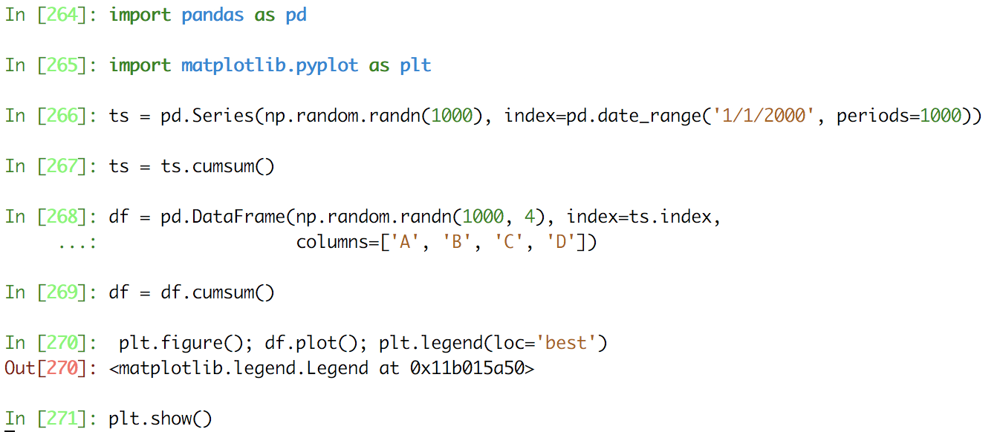 In [264]: import pandas as pd
In [265]: import matplotlib.pyplot as plt
In [266]: ts = pd.Series(np.random.randn(1000), index=pd.date_range('1/1/2000', periods=1000))
In [267]: ts = ts.cumsum()
In [268]: df = pd.DataFrame(np.random.randn(1000, 4), index=ts.index,
     ...:                   columns=['A', 'B', 'C', 'D'])
In [269]: df = df.cumsum()
In [270]:  plt.figure(); df.plot(); plt.legend(loc='best')
Out[270]: <matplotlib.legend.Legend at 0x11b015a50>
In [271]: plt.show()